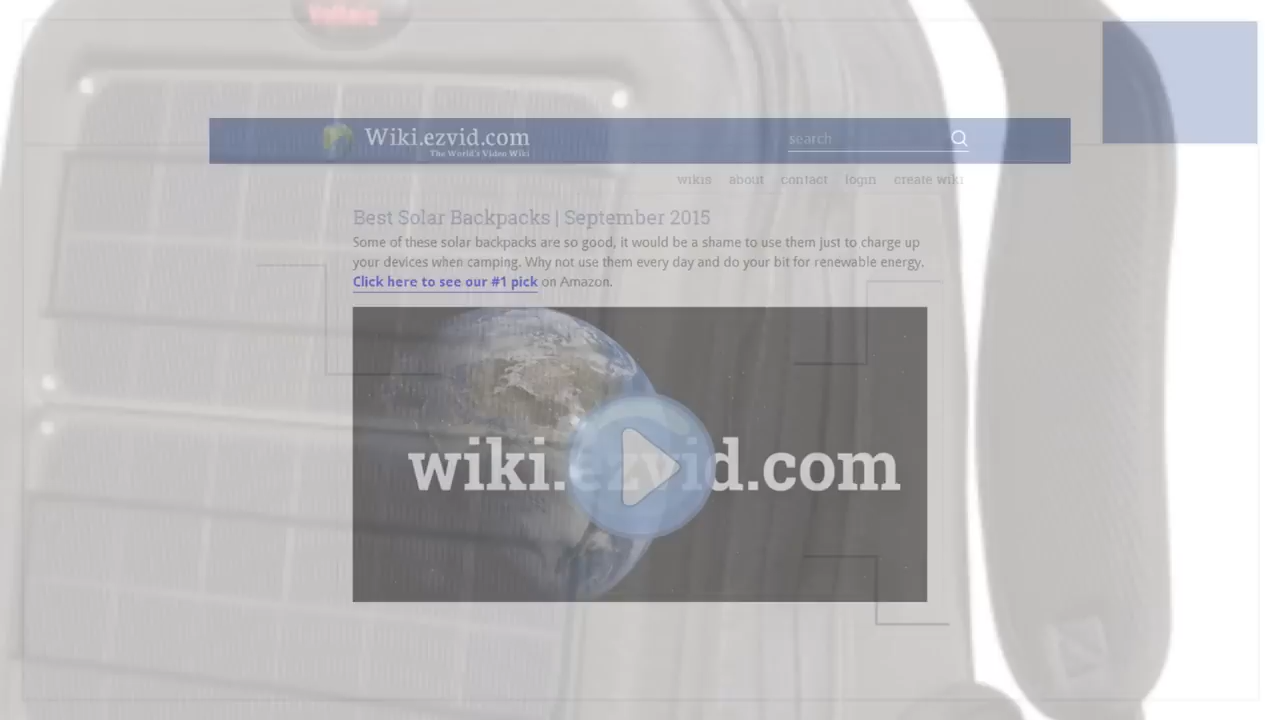 Voltaic
Wiki.ezvid.com
The World's Video Wiki
search
wikis about contact login create wiki
Best Solar Backpacks | September 2015
Some of these solar backpacks are so good, it would be a shame to use them just to charge up
your devices when camping. Why not use them every day and do your bit for renewable energy.
Click here to see our #1 pick on Amazon.
wiki.ezvid.com